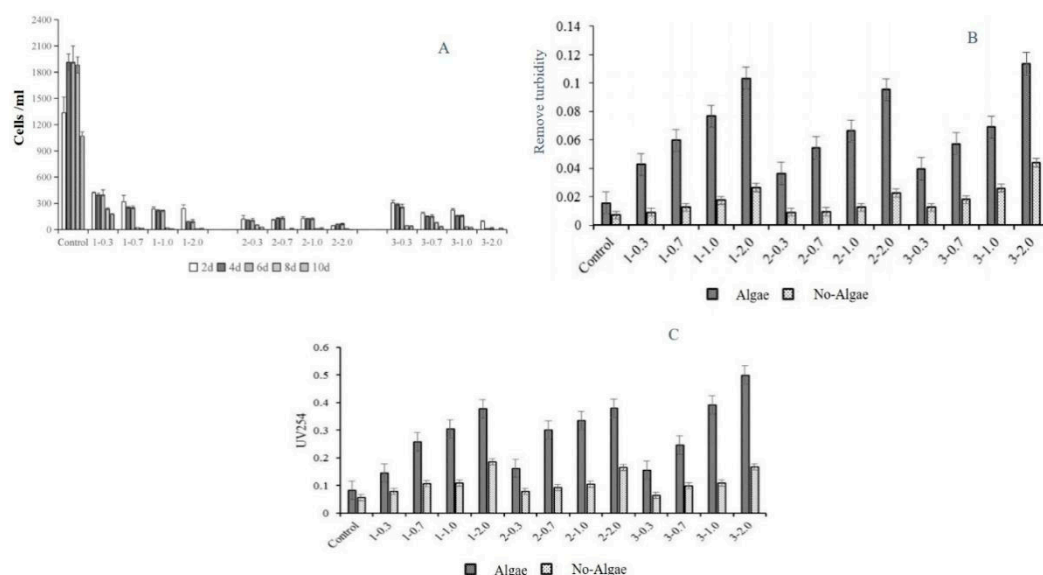 A
2400
2100
1800
1500
1200
900
600
300
0
Cells /ml
Control 1-0.3 1-0.7 1-1.0 1-2.0 2-0.3 2-0.7 2-1.0 2-2.0 3-0.3 3-0.7 3-1.0 3-2.0
2d 4d 6d 8d 10d
B
0.14
0.12
0.1
0.08
0.06
0.04
0.02
0
Remove turbidity
Control 1-0.3 1-0.7 1-1.0 1-2.0 2-0.3 2-0.7 2-1.0 2-2.0 3-0.3 3-0.7 3-1.0 3-2.0
Algae No-Algae
C
0.6
0.5
0.4
0.3
0.2
0.1
0
UV254
Control 1-0.3 1-0.7 1-1.0 1-2.0 2-0.3 2-0.7 2-1.0 2-2.0 3-0.3 3-0.7 3-1.0 3-2.0
Algae No-Algae